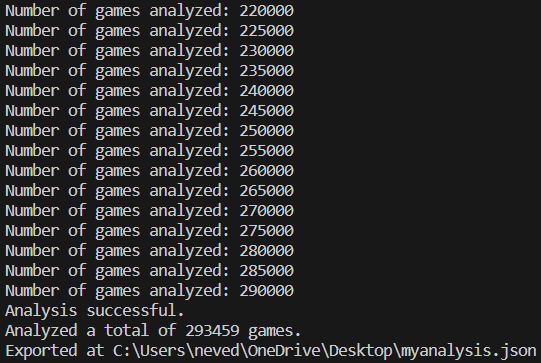 Number of games analyzed: 220000
Number of games analyzed: 225000
Number of games analyzed: 230000
Number of games analyzed: 235000
Number of games analyzed: 240000
Number of games analyzed: 245000
Number of games analyzed: 250000
Number of games analyzed: 255000
Number of games analyzed: 260000
Number of games analyzed: 265000
Number of games analyzed: 270000
Number of games analyzed: 275000
Number of games analyzed: 280000
Number of games analyzed: 285000
Number of games analyzed: 290000
Analysis successful.
Analyzed a total of 293459 games.
Exported at C:\Users\neved\OneDrive\Desktop\myanalysis.json